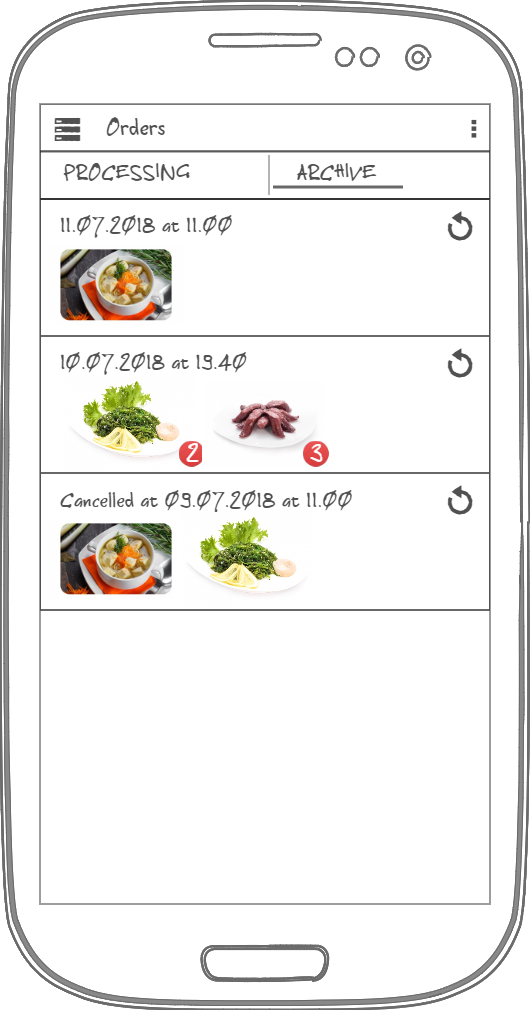 Orders
PROCESSING
ARCHIVE
11.07.2018 at 11.00
10.07.2018 at 19.40
2
3
Cancelled at 09.07.2018 at 11.00